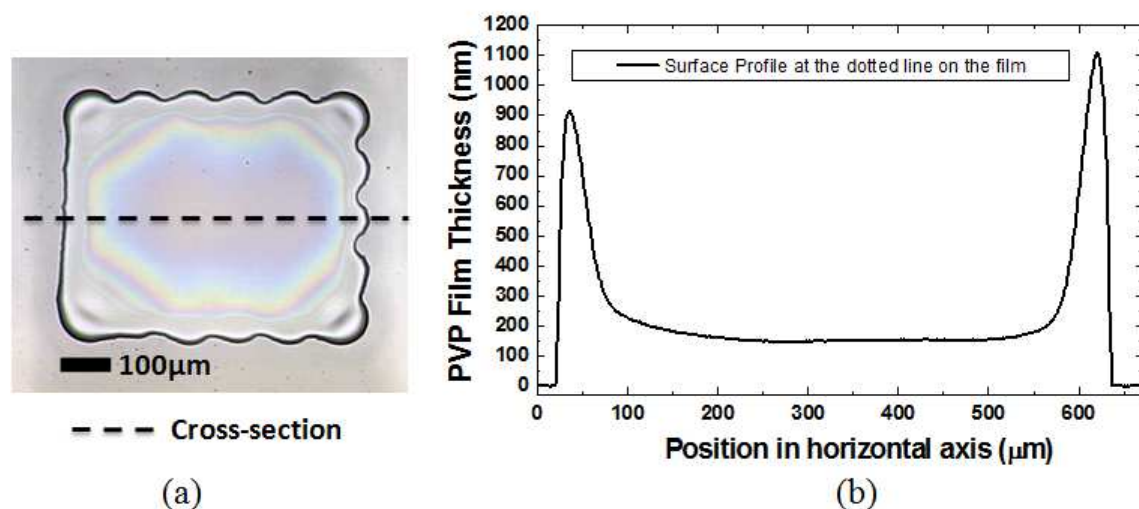 100µm
Cross-section
(a)
PVP Film Thickness (nm)
1200
1100
1000
900
800
700
600
500
400
300
200
100
0
Surface Profile at the dotted line on the film
0 100 200 300 400 500 600
Position in horizontal axis (µm)
(b)